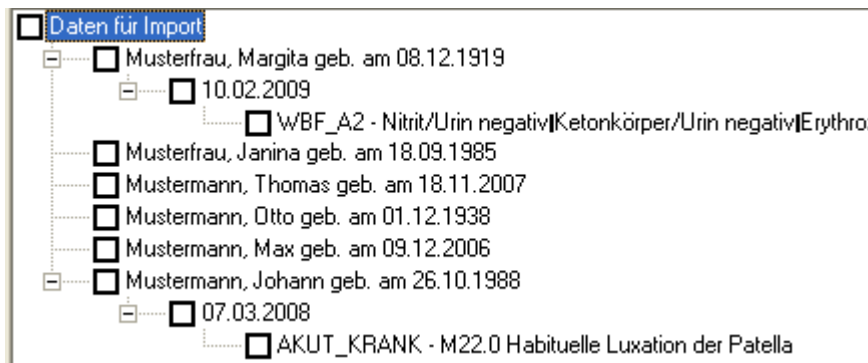 Daten für Import
Musterfrau, Margita geb. am 08.12.1919
10.02.2009
WBF_A2 - Nitrit/Urin negativ|Ketonkörper/Urin negativ|Erythro
Musterfrau, Janina geb. am 18.09.1985
Mustermann, Thomas geb. am 18.11.2007
Mustermann, Otto geb. am 01.12.1938
Mustermann, Max geb. am 09.12.2006
Mustermann, Johann geb. am 26.10.1988
07.03.2008
AKUT_KRANK - M22.0 Habituelle Luxation der Patella